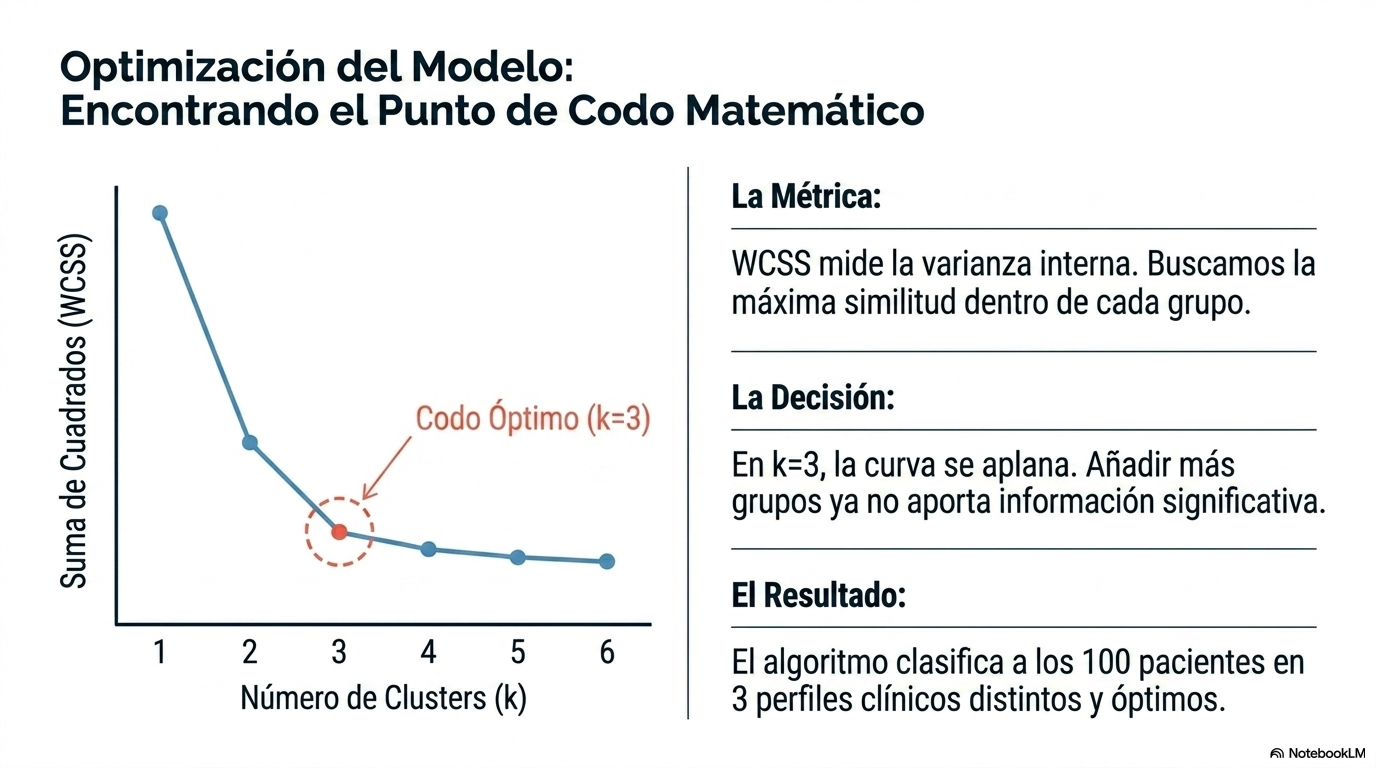 Optimización del Modelo:
Encontrando el Punto de Codo Matemático
Suma de Cuadrados (WCSS)
Codo Óptimo (k=3)
1 2 3 4 5 6
Número de Clusters (k)
La Métrica:
WCSS mide la varianza interna. Buscamos la
máxima similitud dentro de cada grupo.
La Decisión:
En k=3, la curva se aplana. Añadir más
grupos ya no aporta información significativa.
El Resultado:
El algoritmo clasifica a los 100 pacientes en
3 perfiles clínicos distintos y óptimos.
NotebookLM